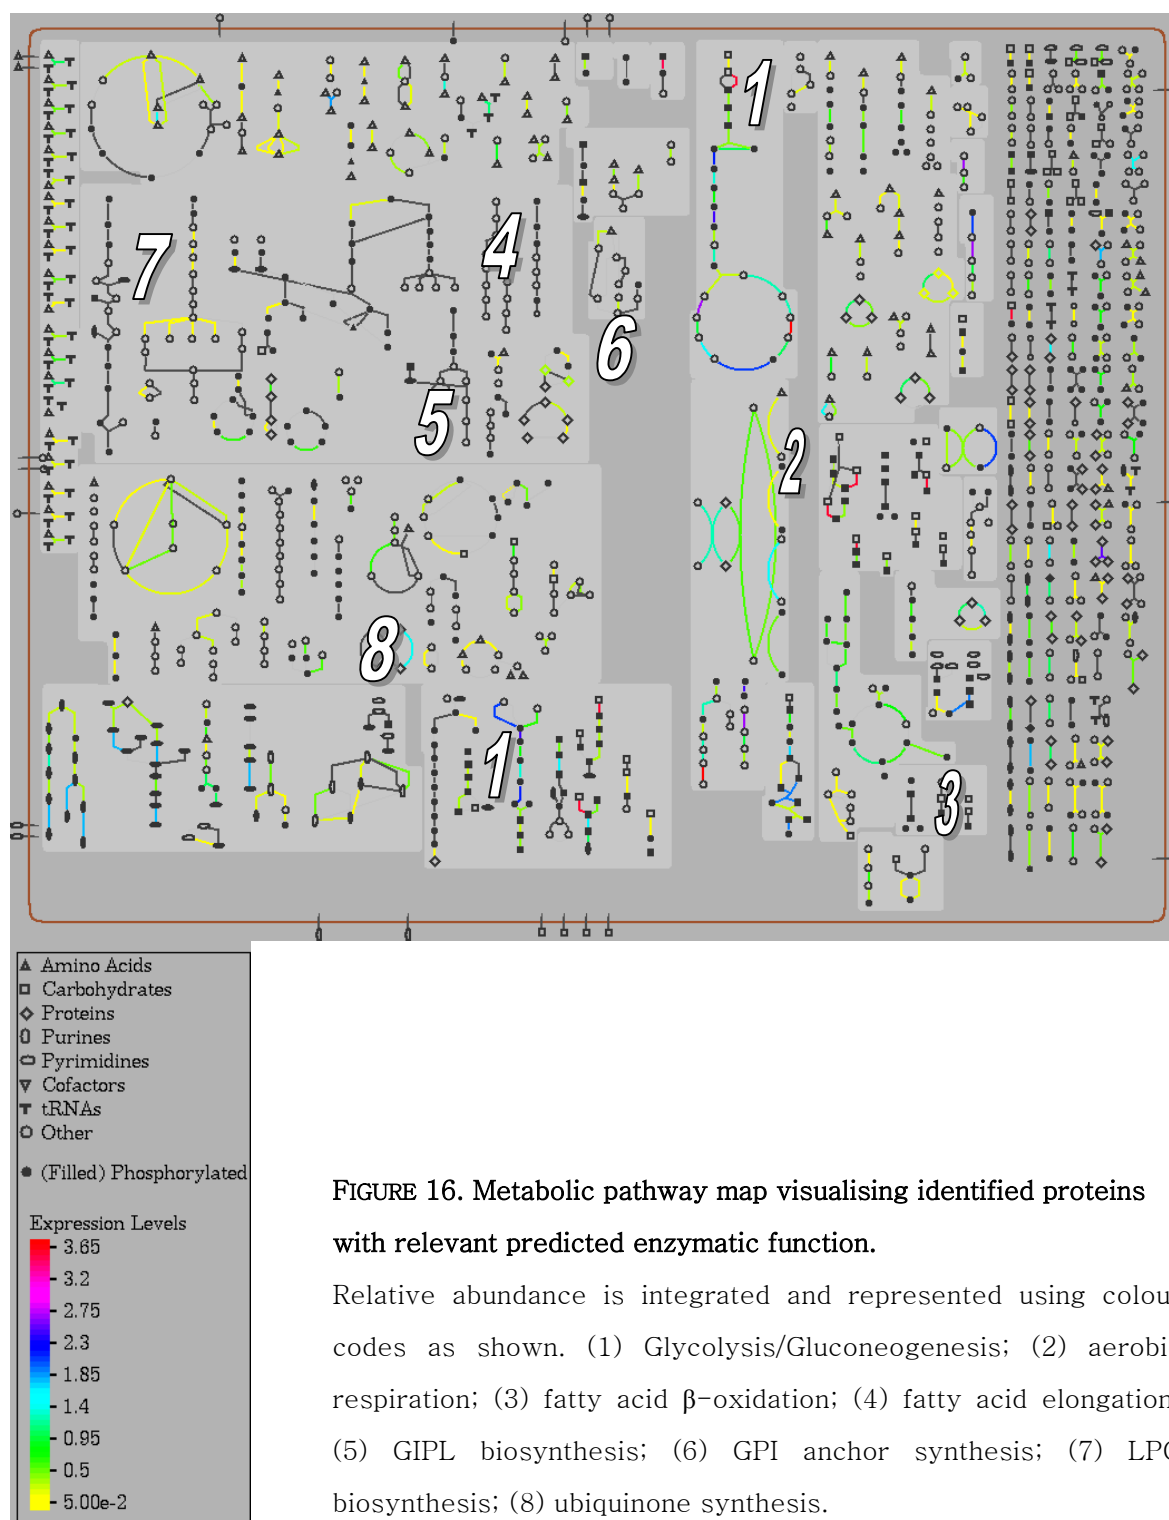 1
4
7
6
5
2
8
1
3
Amino Acids
Carbohydrates
Proteins
Purines
Pyrimidines
Cofactors
tRNAs
Other
(Filled) Phosphorylated
Expression Levels
3.65
3.2
2.75
2.3
1.85
1.4
0.95
0.5
5.00e-2
FIGURE 16. Metabolic pathway map visualising identified proteins
with relevant predicted enzymatic function.
Relative abundance is integrated and represented using colou
codes as shown. (1) Glycolysis/Gluconeogenesis; (2) aerobi
respiration; (3) fatty acid β-oxidation; (4) fatty acid elongation
(5) GIPL biosynthesis; (6) GPI anchor synthesis; (7) LPG
biosynthesis; (8) ubiquinone synthesis.